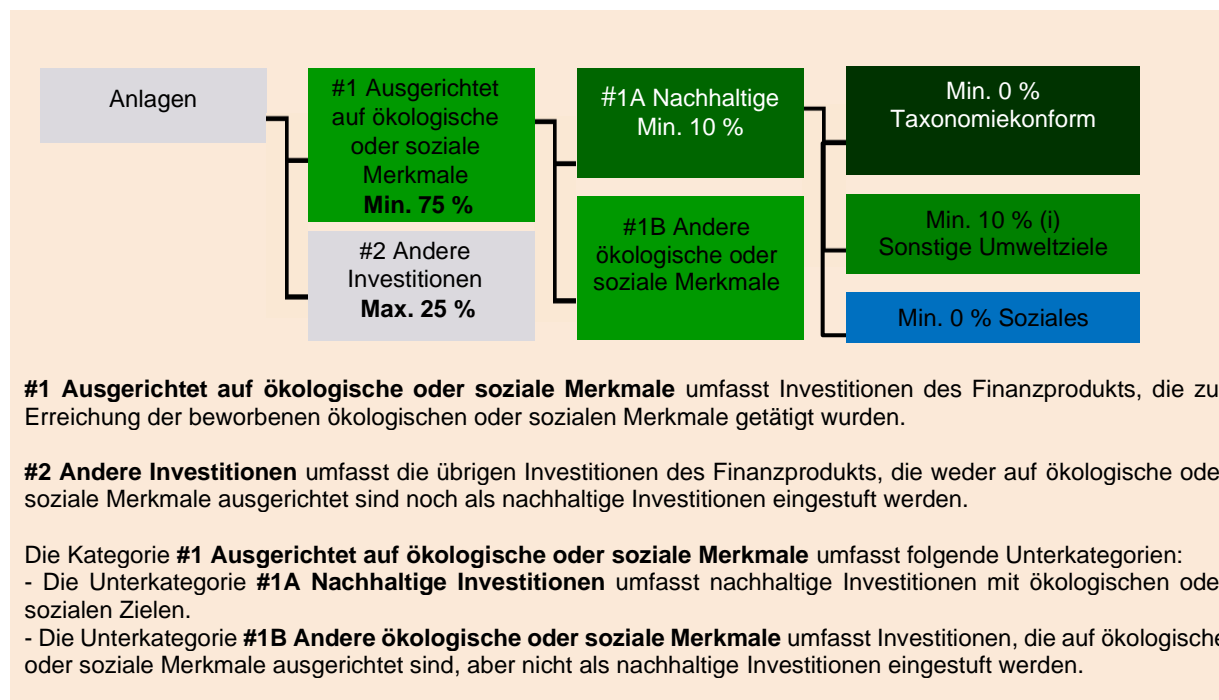 Anlagen
#1 Ausgerichtet
auf ökologische
oder soziale
Merkmale
Min. 75 %
#2 Andere
Investitionen
Max. 25 %
#1A Nachhaltige
Min. 10 %
#1B Andere
ökologische oder
soziale Merkmale
Min. 0 %
Taxonomiekonform
Min. 10 % (i)
Sonstige Umweltziele
Min. 0 % Soziales
#1 Ausgerichtet auf ökologische oder soziale Merkmale umfasst Investitionen des Finanzprodukts, die zu
Erreichung der beworbenen ökologischen oder sozialen Merkmale getätigt wurden.
#2 Andere Investitionen umfasst die übrigen Investitionen des Finanzprodukts, die weder auf ökologische ode
soziale Merkmale ausgerichtet sind noch als nachhaltige Investitionen eingestuft werden.
Die Kategorie #1 Ausgerichtet auf ökologische oder soziale Merkmale umfasst folgende Unterkategorien:
- Die Unterkategorie #1A Nachhaltige Investitionen umfasst nachhaltige Investitionen mit ökologischen ode
sozialen Zielen.
- Die Unterkategorie #1B Andere ökologische oder soziale Merkmale umfasst Investitionen, die auf ökologische
oder soziale Merkmale ausgerichtet sind, aber nicht als nachhaltige Investitionen eingestuft werden.